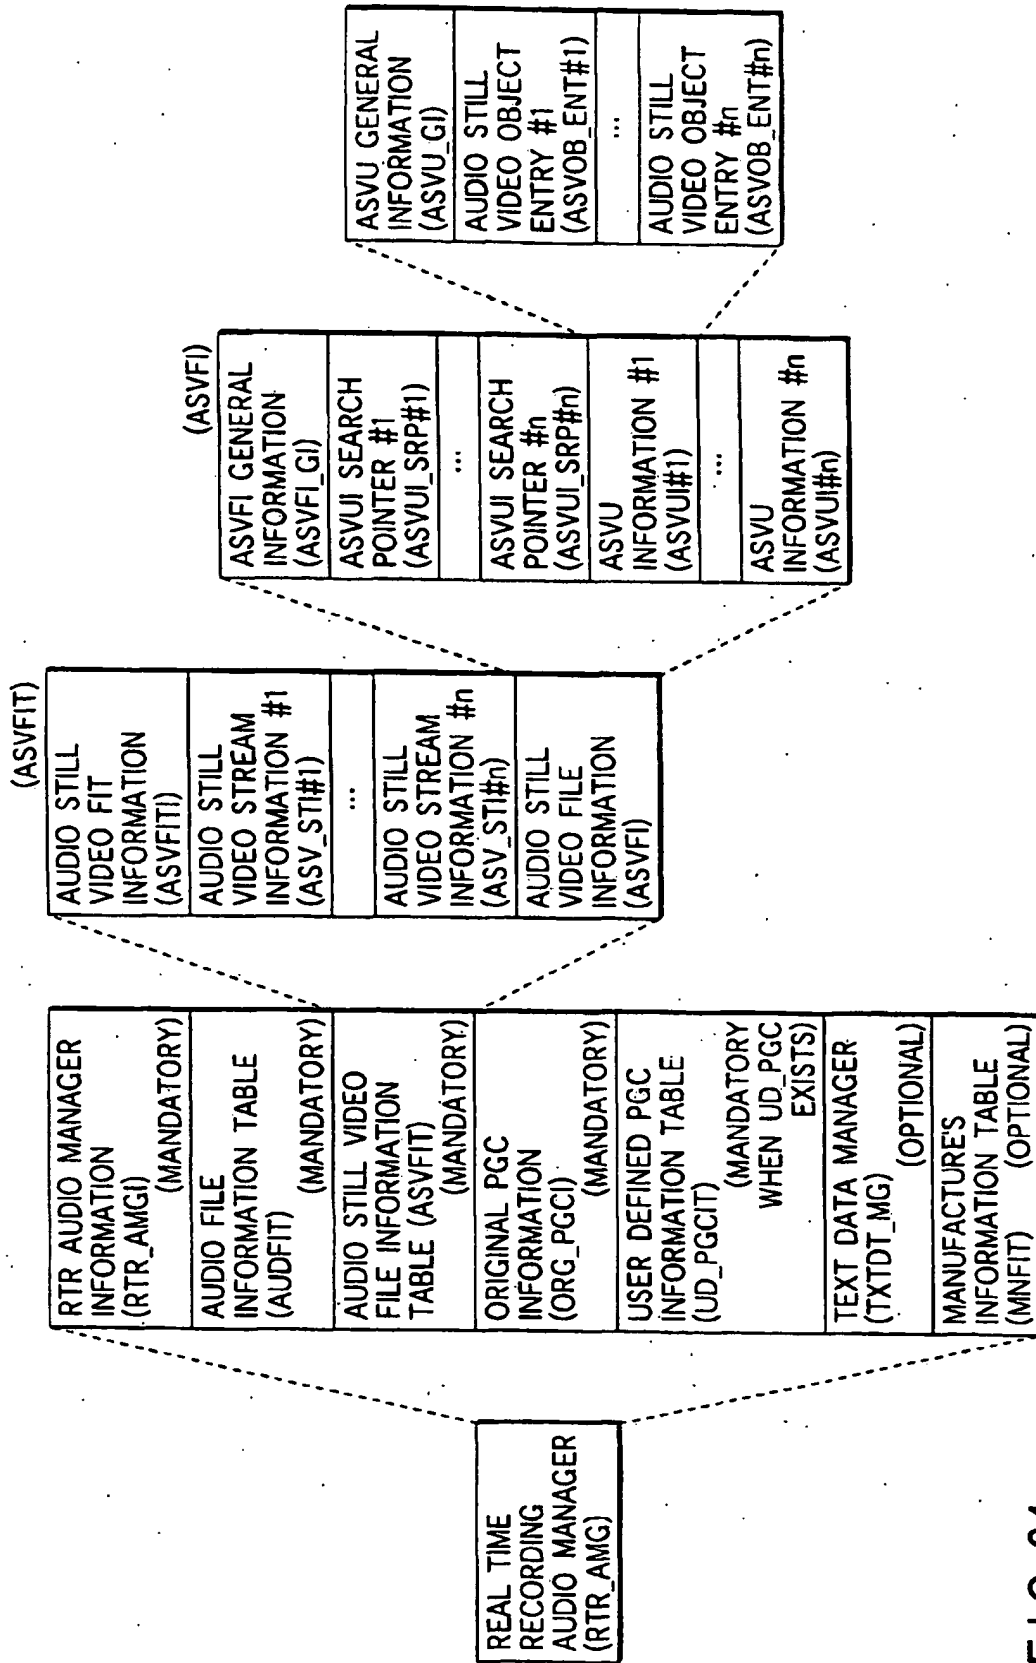 REAL TIME
RECORDING
AUDIO MANAGER
(RTR_AMG)
RTR AUDIO MANAGER
INFORMATION
(RTR_AMGI)
(MANDATORY)
AUDIO FILE
INFORMATION TABLE
(AUDFIT)
(MANDATORY)
AUDIO STILL VIDEO
FILE INFORMATION
TABLE (ASVFIT)
(MANDATORY)
ORIGINAL PGC
INFORMATION
(ORG_PGCI)
(MANDATORY)
USER DEFINED PGC
INFORMATION TABLE
(UD_PGCIT)
(MANDATORY
WHEN UD_PGC
EXISTS)
TEXT DATA MANAGER
(TXTDT_MG)
(OPTIONAL)
MANUFACTURES
INFORMATION TABLE
(MNFIT) (OPTIONAL)
(ASVFIT)
AUDIO STILL
VIDEO FIT
INFORMATION
(ASVFITI)
AUDIO STILL
VIDEO STREAM
INFORMATION #1
(ASV_STI#1)
...
AUDIO STILL
VIDEO STREAM
INFORMATION #n
(ASV_STI#n)
AUDIO STILL
VIDEO FILE
INFORMATION
(ASVFI)
(ASVFI)
ASVFI GENERAL
INFORMATION
(ASVFI_GI)
ASVUI SEARCH
POINTER #1
(ASVUI_SRP#1)
...
ASVUI SEARCH
POINTER #n
(ASVUI_SRP#n)
ASVU
INFORMATION #1
(ASVUI#1)
...
ASVU
INFORMATION #n
(ASVUI#n)
ASVU GENERAL
INFORMATION
(ASVU_GI)
AUDIO STILL
VIDEO OBJECT
ENTRY #1
(ASVOB_ENT#1)
...
AUDIO STILL
VIDEO OBJECT
ENTRY #n
(ASVOB_ENT#n)